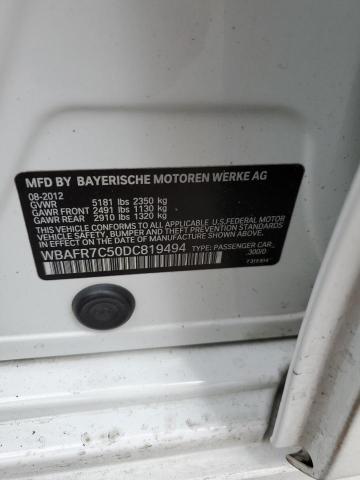 MFD BY BAYERISCHE MOTOREN WERKE AG
08-2012
GVWR 5181 lbs 2350 kg
GAWR FRONT 2491 lbs 1130 kg
GAWR REAR 2910 lbs 1320 kg
THIS VEHICLE CONFORMS TO ALL APPLICABLE U.S.FEDERAL MOTOR
VEHICLE SAFETY, BUMPER, AND THEFT PREVENTION STANDARDS
IN EFFECT ON THE DATE OF MANUFACTURE SHOWN ABOVE.
WBAFR7C50DC819494 TYPE: PASSENGER CAR
300/0